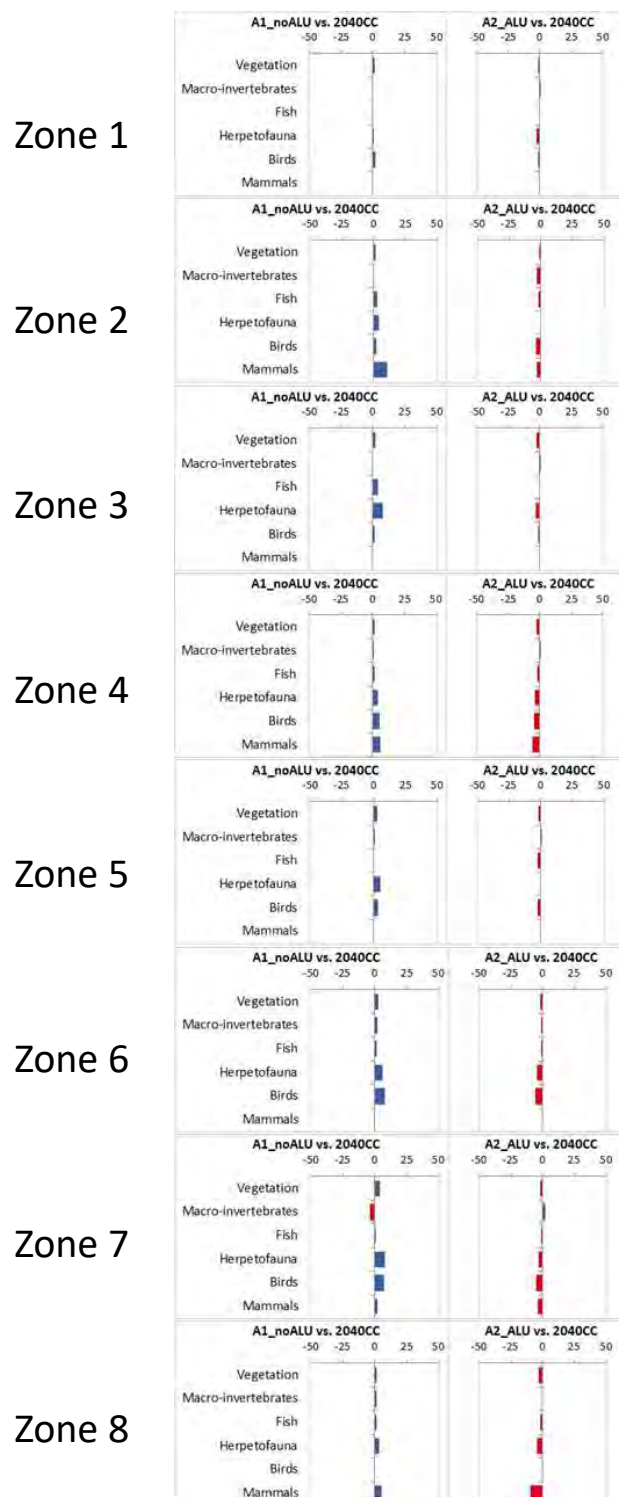 A1_noALU vs. 2040CC A2_ALU vs. 2040CC
-50 -25 0 25 50 -50 -25 0 25 50
Vegetation
Macro-invertebrates
Fish
Zone 1
Herpetofauna
Birds
Mammals
A1_noALU vs. 2040CC A2_ALU vs. 2040CC
-50 -25 0 25 50 -50 -25 0 25 50
Vegetation
Macro-invertebrates
Fish
Zone 2
Herpetofauna
Birds
Mammals
A1_noALU vs. 2040CC A2_ALU vs. 2040CC
-50 -25 0 25 50 -50 -25 0 25 50
Vegetation
Macro-invertebrates
Fish
Zone 3
Herpetofauna
Birds
Mammals
A1_noALU vs. 2040CC A2_ALU vs. 2040CC
-50 -25 0 25 50 -50 -25 0 25 50
Vegetation
Macro-invertebrates
Fish
Zone 4
Herpetofauna
Birds
Mammals
A1_noALU vs. 2040CC A2_ALU vs. 2040CC
-50 -25 0 25 50 -50 -25 0 25 50
Vegetation
Macro-invertebrates
Fish
Zone 5
Herpetofauna
Birds
Mammals
A1_noALU vs. 2040CC A2_ALU vs. 2040CC
-50 -25 0 25 50 -50 -25 0 25 50
Vegetation
Macro-invertebrates
Fish
Zone 6
Herpetofauna
Birds
Mammals
A1_noALU vs. 2040CC A2_ALU vs. 2040CC
-50 -25 0 25 50 -50 -25 0 25 50
Vegetation
Macro-invertebrates
Fish
Zone 7
Herpetofauna
Birds
Mammals
A1_noALU vs. 2040CC A2_ALU vs. 2040CC
-50 -25 0 25 50 -50 -25 0 25 50
Vegetation
Macro-invertebrates
Fish
Zone 8
Herpetofauna
Birds
Mammals